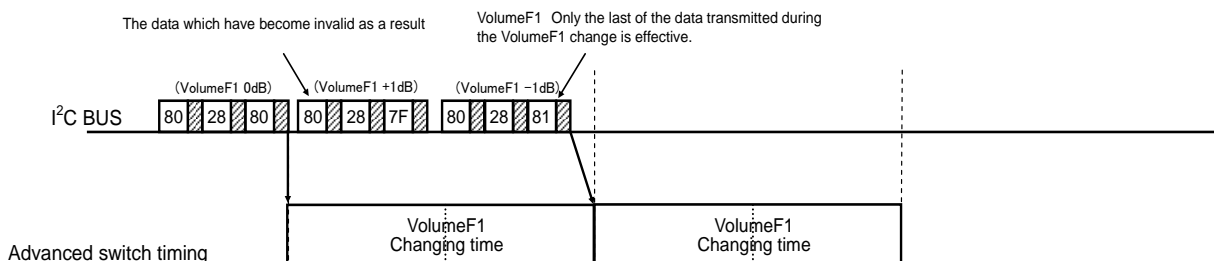 The data which have become invalid as a result
VolumeF1 Only the last of the data transmitted during
the VolumeF1 change is effective.
(VolumeF1 0dB) (VolumeF1 +1dB) (VolumeF1 −1dB)
I²C BUS 80 28 80 80 28 7F 80 28 81
VolumeF1 VolumeF1
Changing time Changing time
Advanced switch timing